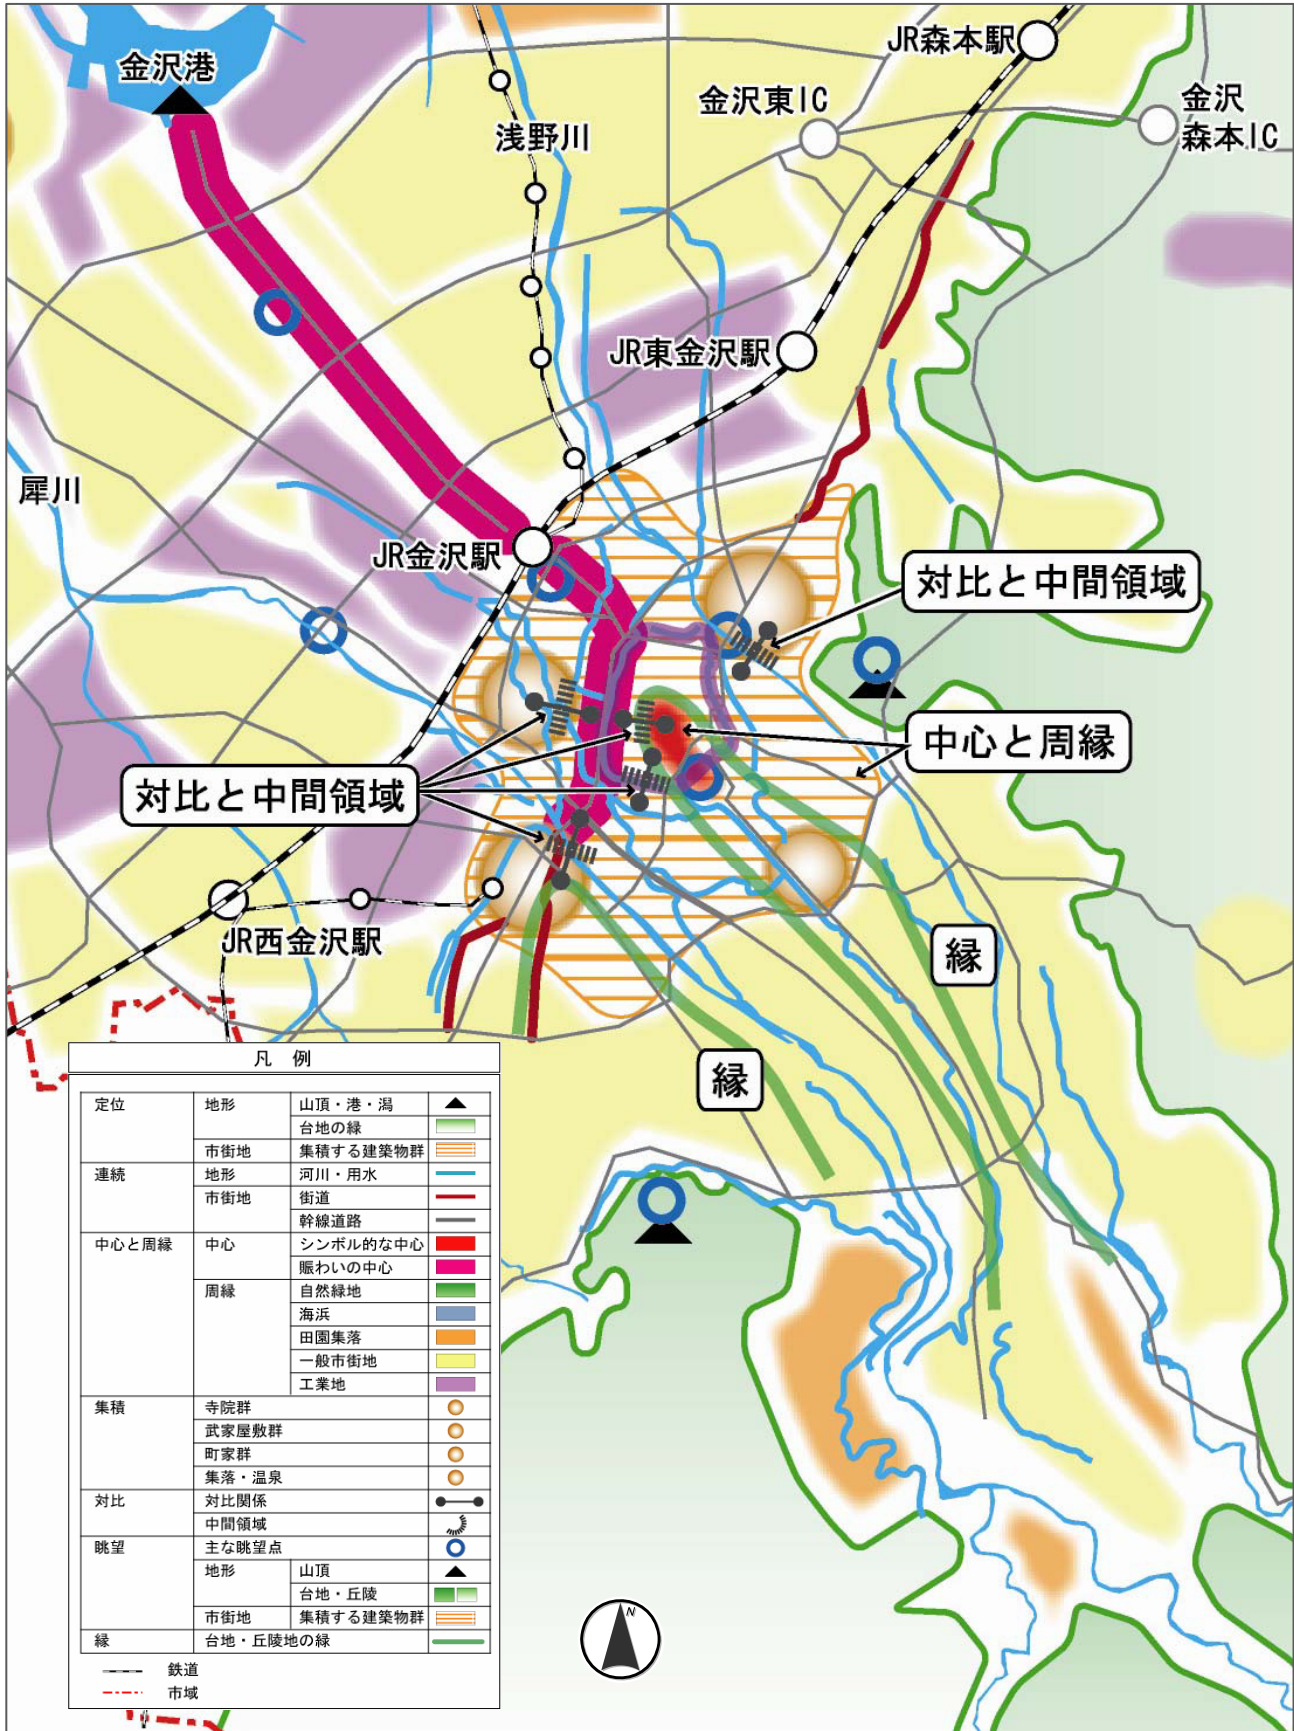 金沢港
JR森本駅
金沢東IC
金沢
森本IC
浅野川
JR東金沢駅
犀川
JR金沢駅
対比と中間領域
中心と周縁
対比と中間領域
JR西金沢駅
縁
縁
凡 例
定位 地形 山頂・港・潟
台地の緑
市街地 集積する建築物群
連続 地形 河川・用水
市街地 街道
幹線道路
中心と周縁 中心 シンボル的な中心
賑わいの中心
周縁 自然緑地
海浜
田園集落
一般市街地
工業地
集積 寺院群
武家屋敷群
町家群
集落・温泉
対比 対比関係
中間領域
眺望 主な眺望点
地形 山頂
台地・丘陵
市街地 集積する建築物群
縁 台地・丘陵地の縁
鉄道
市域
N